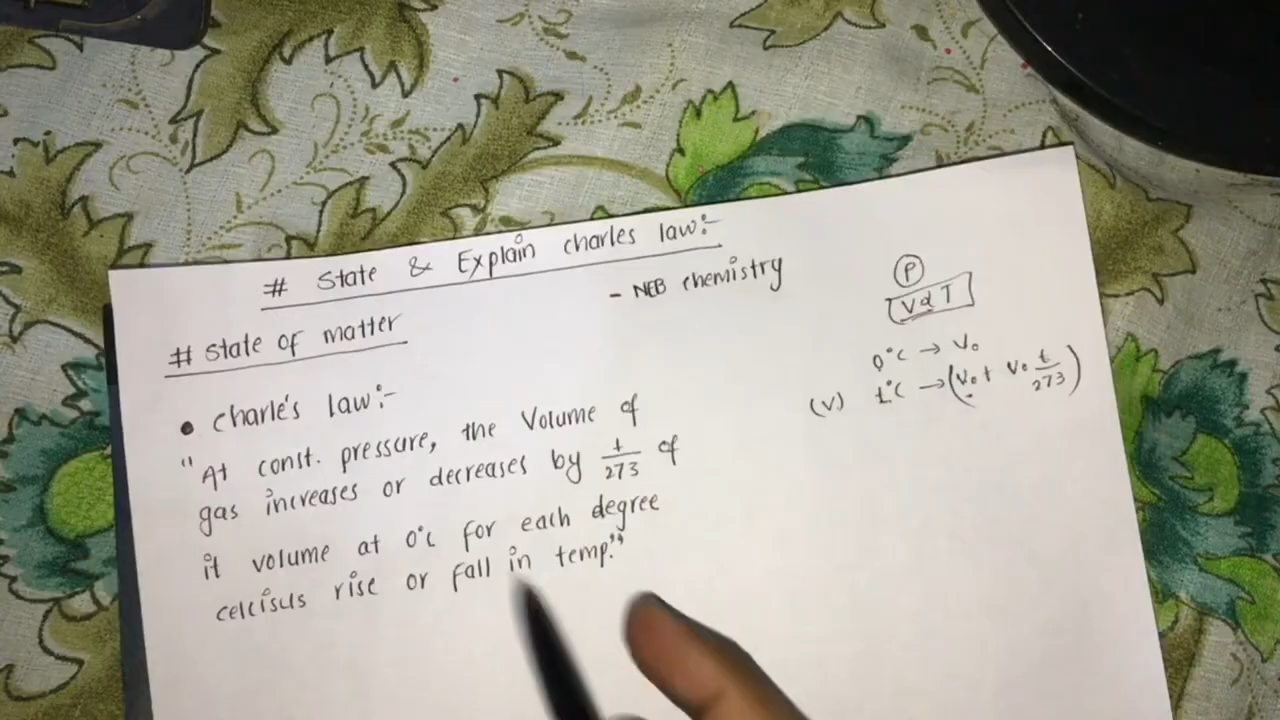 # State & Explain charles law:-
- NEB chemistry
# State of matter
• Charle's law:-
"At const. pressure, the Volume of
gas increases or decreases by t/273 of
it volume at 0°C for each degree
celcisus rise or fall in temp."
P
V α T
0°C → V₀
(V) t°C → (V₀ + V₀ t/273)